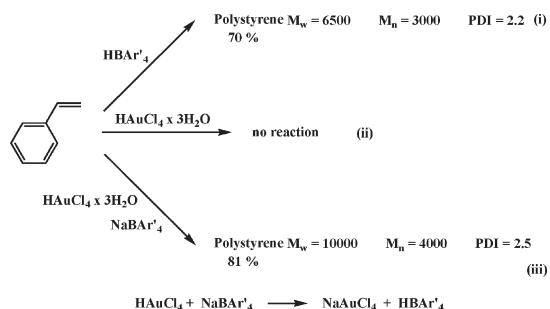 Polystyrene Mw = 6500 Mn = 3000 PDI = 2.2 (i)
70 %
HBAr'4
HAuCl4 x 3H2O
no reaction (ii)
HAuCl4 x 3H2O
NaBAr'4
Polystyrene Mw = 10000 Mn = 4000 PDI = 2.5
81 %
(iii)
HAuCl4 + NaBAr'4 → NaAuCl4 + HBAr'4